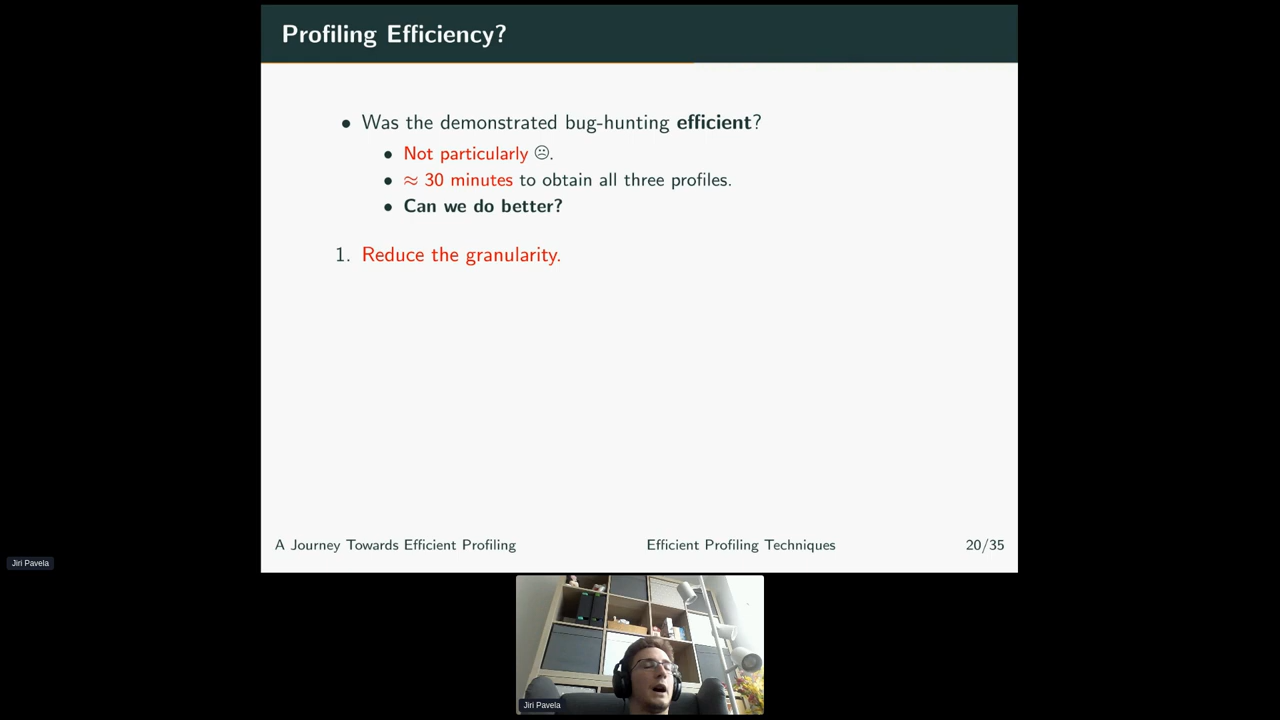 Profiling Efficiency?
• Was the demonstrated bug-hunting efficient?
• Not particularly ☹.
• ≈ 30 minutes to obtain all three profiles.
• Can we do better?
1. Reduce the granularity.
A Journey Towards Efficient Profiling Efficient Profiling Techniques 20/35
Jiri Pavela
Jiri Pavela